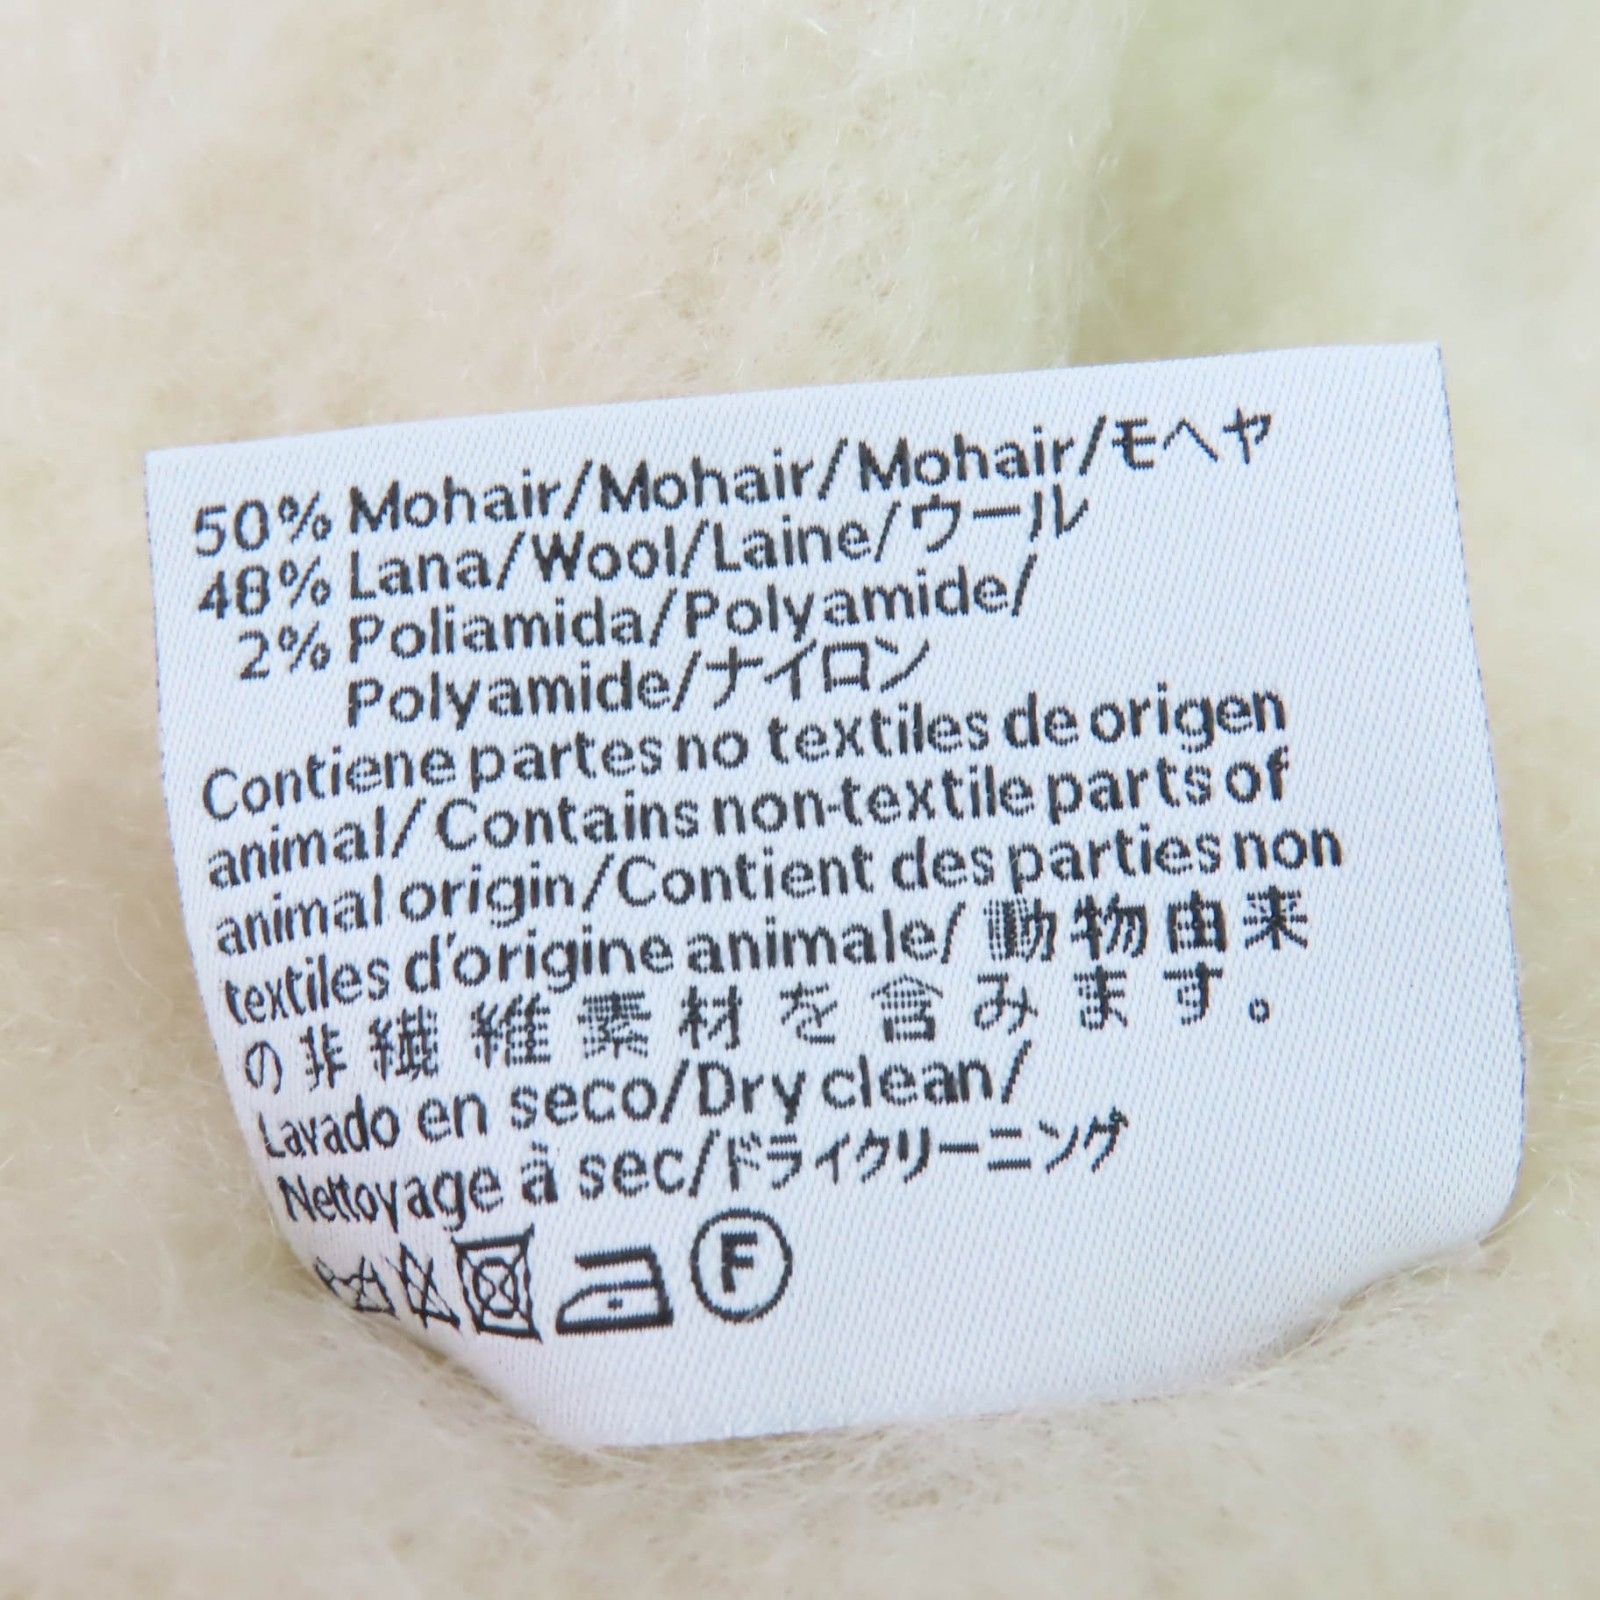 50% Mohair/Mohair/Mohair/モヘヤ
48% Lana/Wool/Laine/ウール
2% Poliamida/Polyamide/
Polyamide/ナイロン
Contiene partes no textiles de origen
animal/Contains non-textile parts of
animal origin/Contient des parties non
textiles d'origine animale/動物由来
の非繊維素材を含みます。
Lavado en seco/Dry clean/
Nettoyage à sec/ドライクリーニング
F